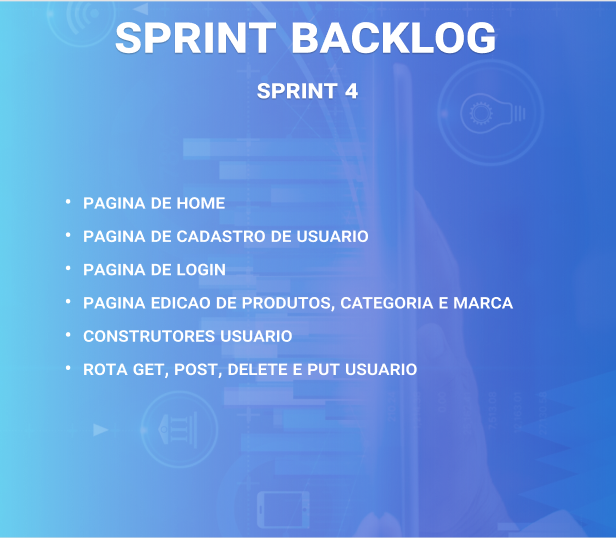 SPRINT BACKLOG
SPRINT 4
• PAGINA DE HOME
• PAGINA DE CADASTRO DE USUARIO
• PAGINA DE LOGIN
• PAGINA EDICAO DE PRODUTOS, CATEGORIA E MARCA
• CONSTRUTORES USUARIO
• ROTA GET, POST, DELETE E PUT USUARIO